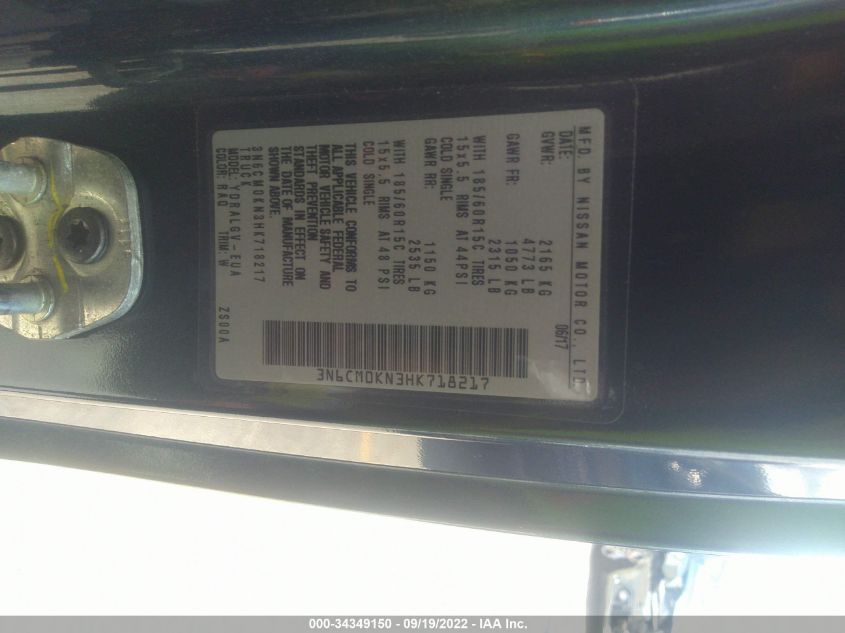 MFD. BY NISSAN MOTOR CO., LTD.
DATE: 06/17
GVWR: 2165 KG
4773 LB
GAWR FR: 1050 KG
2315 LB
WITH 185/60R15C TIRES
15x5.5 RIMS AT 44PSI
COLD SINGLE
GAWR RR: 1150 KG
2535 LB
WITH 185/60R15C TIRES
15x5.5 RIMS AT 48 PSI
COLD SINGLE
THIS VEHICLE CONFORMS TO
ALL APPLICABLE FEDERAL
MOTOR VEHICLE SAFETY AND
THEFT PREVENTION
STANDARDS IN EFFECT ON
THE DATE OF MANUFACTURE
SHOWN ABOVE.
3N6CM0KN3HK718217
TRUCK
MODEL: YDRALGV-EUA
COLOR: RAQ TRIM: W ZS00A
3N6CM0KN3HK718217
000-34349150 - 09/19/2022 - IAA Inc.